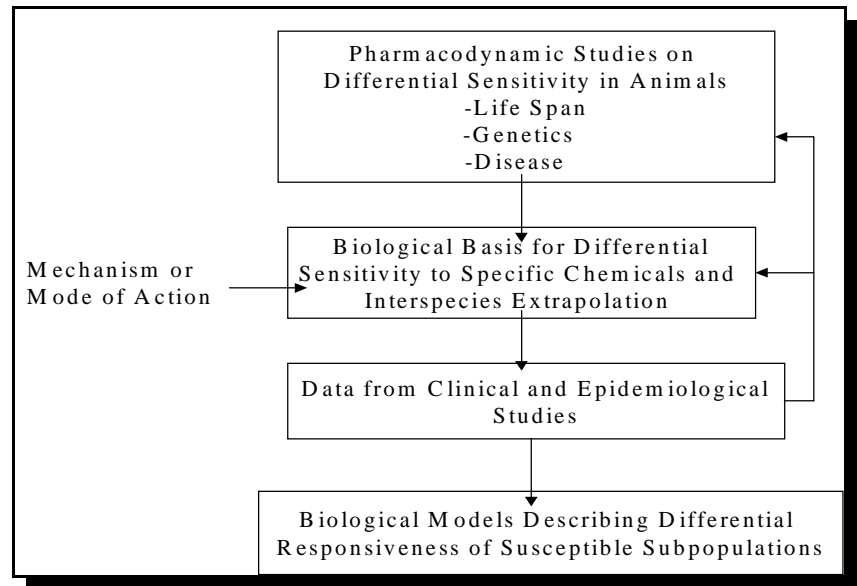 Pharmacodynamic Studies on
Differential Sensitivity in Animals
-Life Span
-Genetics
-Disease
Biological Basis for Differential
Sensitivity to Specific Chemicals and
Interspecies Extrapolation
Mechanism or
Mode of Action
Data from Clinical and Epidemiological
Studies
Biological Models Describing Differential
Responsiveness of Susceptible Subpopulations